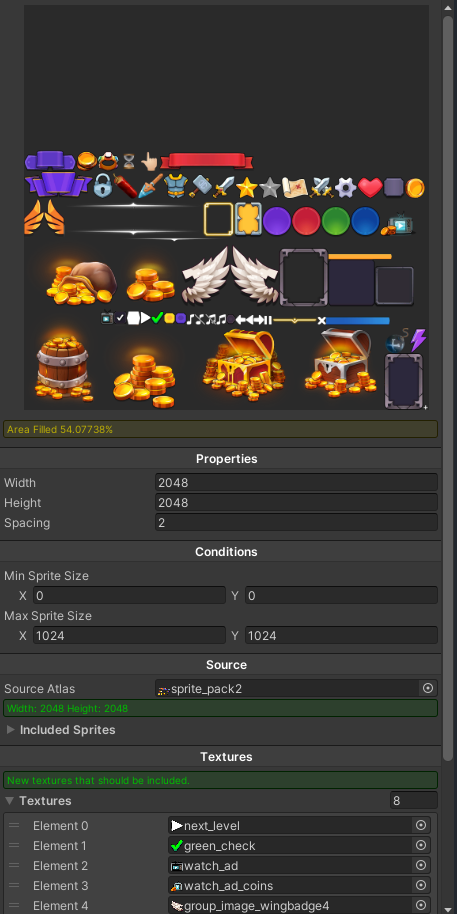 Area Filled 54.07738%
Properties
Width 2048
Height 2048
Spacing 2
Conditions
Min Sprite Size
X 0 Y 0
Max Sprite Size
X 1024 Y 1024
Source
Source Atlas sprite_pack2
Width: 2048 Height: 2048
Included Sprites
Textures
New textures that should be included.
Textures 8
Element 0 next_level
Element 1 green_check
Element 2 watch_ad
Element 3 watch_ad_coins
Element 4 group_image_wingbadge4